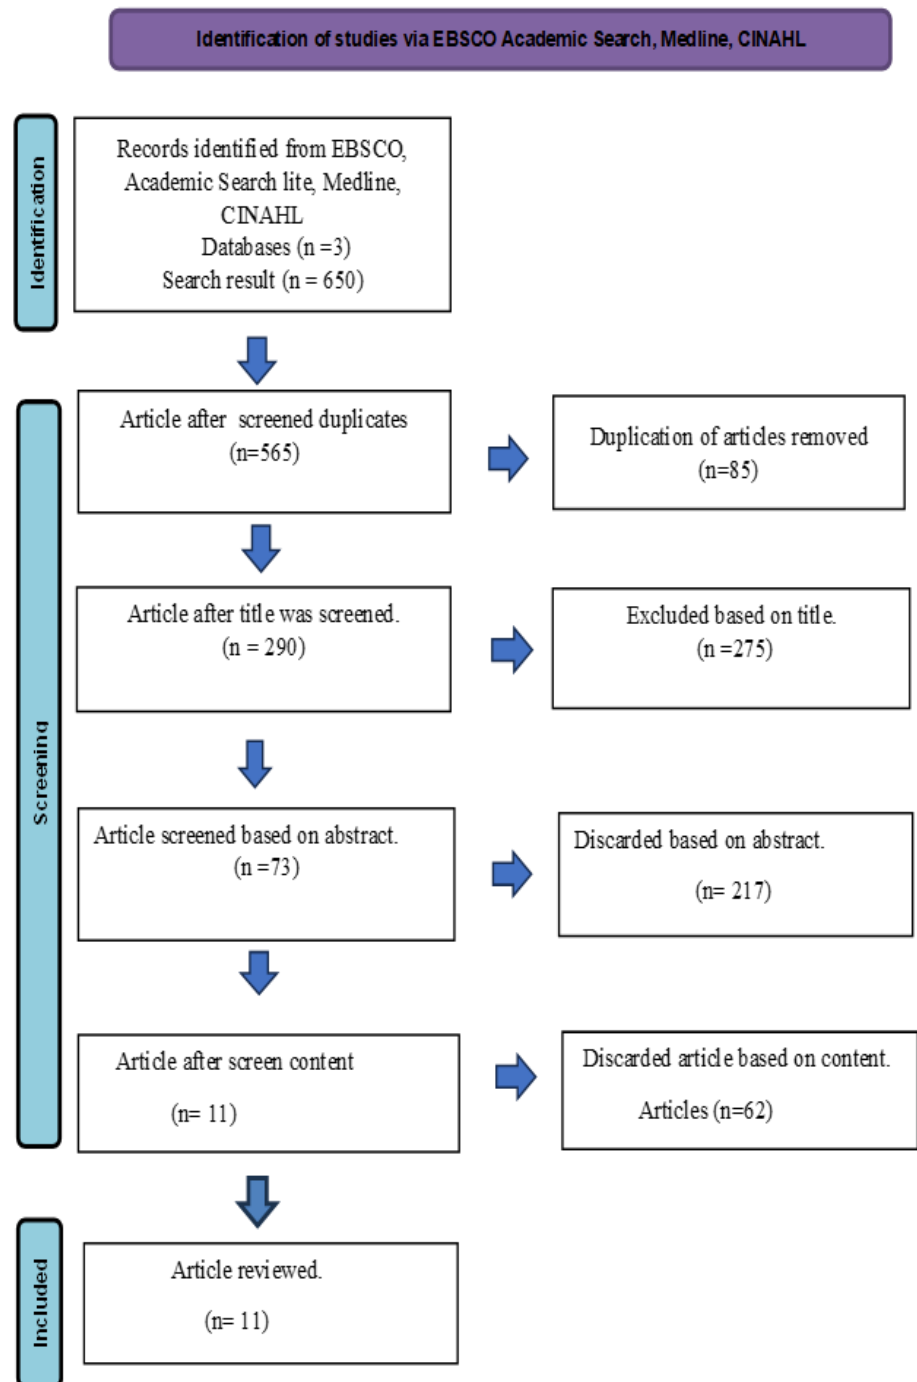 Identification of studies via EBSCO Academic Search, Medline, CINAHL
Identification
Records identified from EBSCO,
Academic Search lite, Medline,
CINAHL
Databases (n =3)
Search result (n = 650)
Screening
Article after screened duplicates
(n=565)
Duplication of articles removed
(n=85)
Article after title was screened.
(n = 290)
Excluded based on title.
(n =275)
Article screened based on abstract.
(n =73)
Discarded based on abstract.
(n= 217)
Article after screen content
(n= 11)
Discarded article based on content.
Articles (n=62)
Included
Article reviewed.
(n= 11)